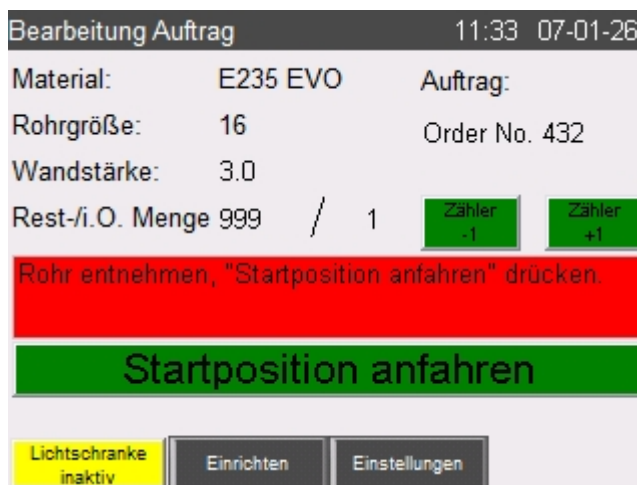 Bearbeitung Auftrag 11:33 07-01-26
Material: E235 EVO Auftrag:
Rohrgröße: 16 Order No. 432
Wandstärke: 3.0
Rest-/i.O. Menge 999 / 1 Zähler -1 Zähler +1
Rohr entnehmen, "Startposition anfahren" drücken.
Startposition anfahren
Lichtschranke inaktiv Einrichten Einstellungen